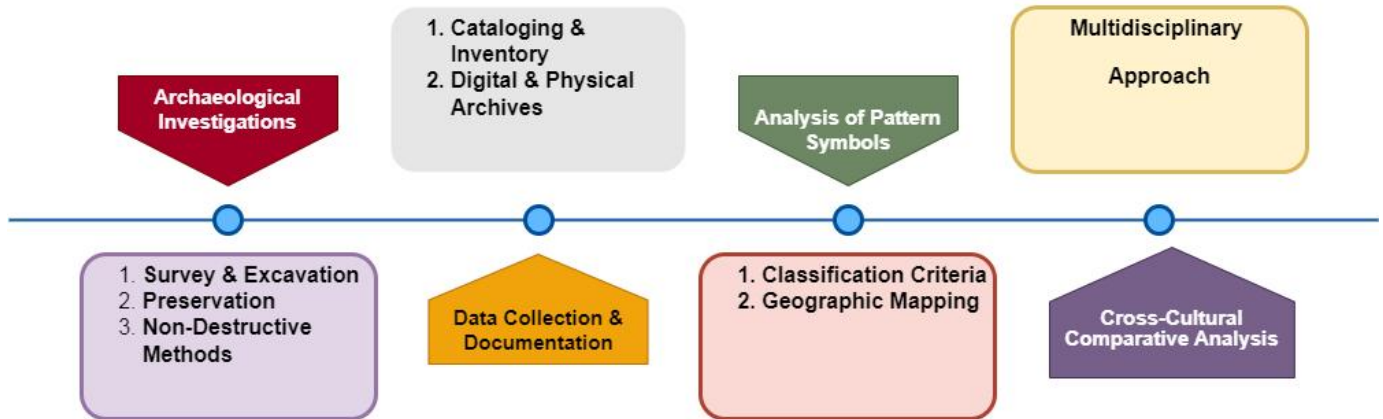 Archaeological
Investigations
1. Survey & Excavation
2. Preservation
3. Non-Destructive
Methods
1. Cataloging &
Inventory
2. Digital & Physical
Archives
Data Collection &
Documentation
Analysis of Pattern
Symbols
1. Classification Criteria
2. Geographic Mapping
Multidisciplinary
Approach
Cross-Cultural
Comparative Analysis